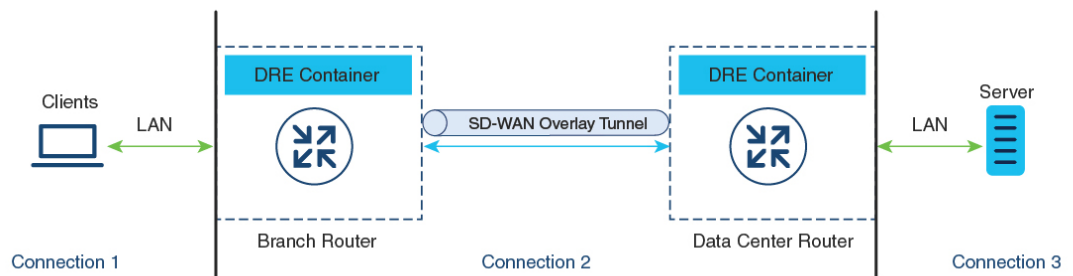 DRE Container
DRE Container
Clients
Server
LAN
SD-WAN Overlay Tunnel
LAN
Branch Router
Data Center Router
Connection 1
Connection 2
Connection 3